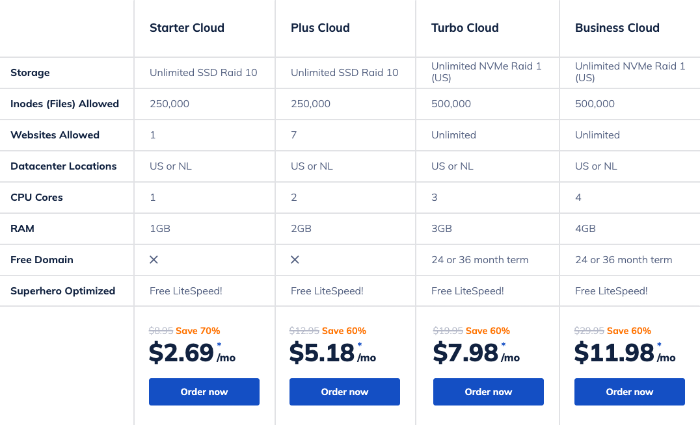 Starter Cloud Plus Cloud Turbo Cloud Business Cloud
Storage Unlimited SSD Raid 10 Unlimited SSD Raid 10 Unlimited NVMe Raid 1 (US) Unlimited NVMe Raid 1 (US)
Inodes (Files) Allowed 250,000 250,000 500,000 500,000
Websites Allowed 1 7 Unlimited Unlimited
Datacenter Locations US or NL US or NL US or NL US or NL
CPU Cores 1 2 3 4
RAM 1GB 2GB 3GB 4GB
Free Domain × × 24 or 36 month term 24 or 36 month term
Superhero Optimized Free LiteSpeed! Free LiteSpeed! Free LiteSpeed! Free LiteSpeed!
$8.95 Save 70% $12.95 Save 60% $19.95 Save 60% $29.95 Save 60%
$2.69*/mo $5.18*/mo $7.98*/mo $11.98*/mo
Order now Order now Order now Order now